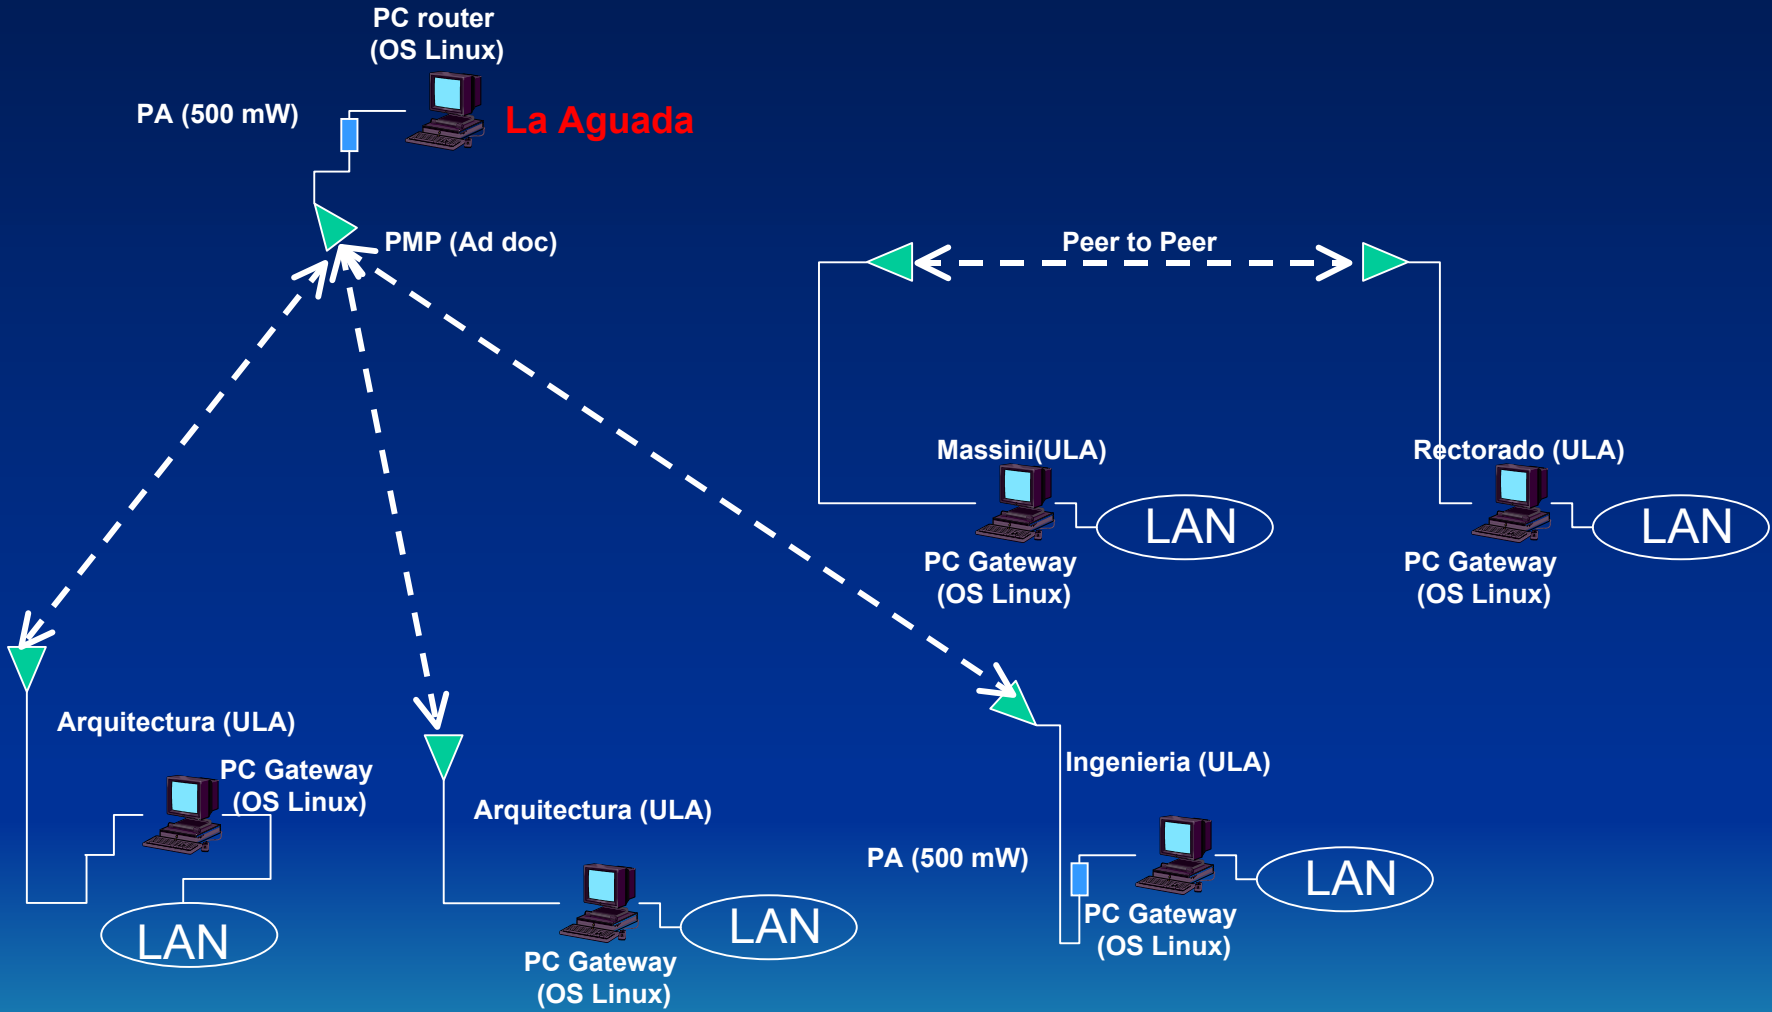 PC router
(OS Linux)
PA (500 mW)
La Aguada
PMP (Ad doc)
Peer to Peer
Massini(ULA)
LAN
PC Gateway
(OS Linux)
Rectorado (ULA)
LAN
PC Gateway
(OS Linux)
Arquitectura (ULA)
PC Gateway
(OS Linux)
LAN
Arquitectura (ULA)
LAN
PC Gateway
(OS Linux)
Ingenieria (ULA)
PA (500 mW)
LAN
PC Gateway
(OS Linux)